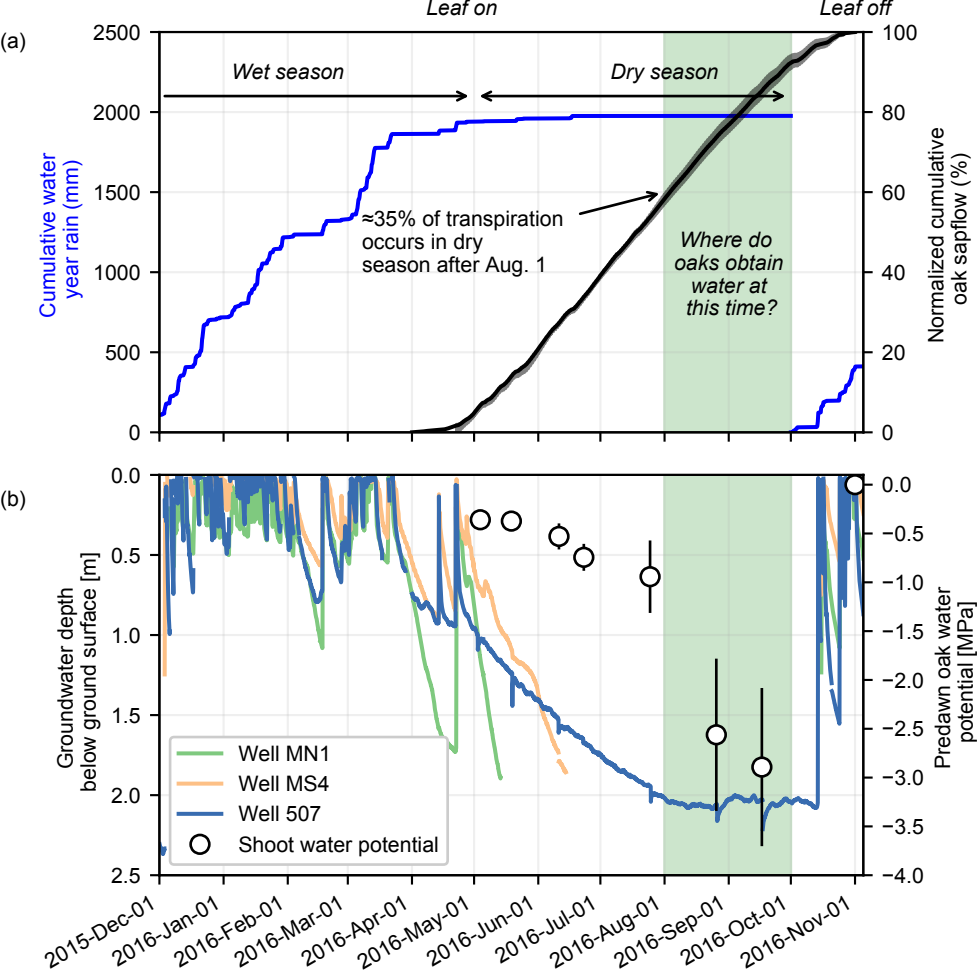 Leaf on
Leaf off
(a)
2500
2000
1500
1000
500
0
Cumulative water
year rain (mm)
Wet season
Dry season
≈35% of transpiration
occurs in dry
season after Aug. 1
Where do
oaks obtain
water at
this time?
100
80
60
40
20
0
Normalized cumulative
oak sapflow (%)
(b)
0.0
0.5
1.0
1.5
2.0
2.5
Groundwater depth
below ground surface [m]
Well MN1
Well MS4
Well 507
Shoot water potential
0.0
−0.5
−1.0
−1.5
−2.0
−2.5
−3.0
−3.5
−4.0
Predawn oak water
potential [MPa]
2015-Dec-01
2016-Jan-01
2016-Feb-01
2016-Mar-01
2016-Apr-01
2016-May-01
2016-Jun-01
2016-Jul-01
2016-Aug-01
2016-Sep-01
2016-Oct-01
2016-Nov-01